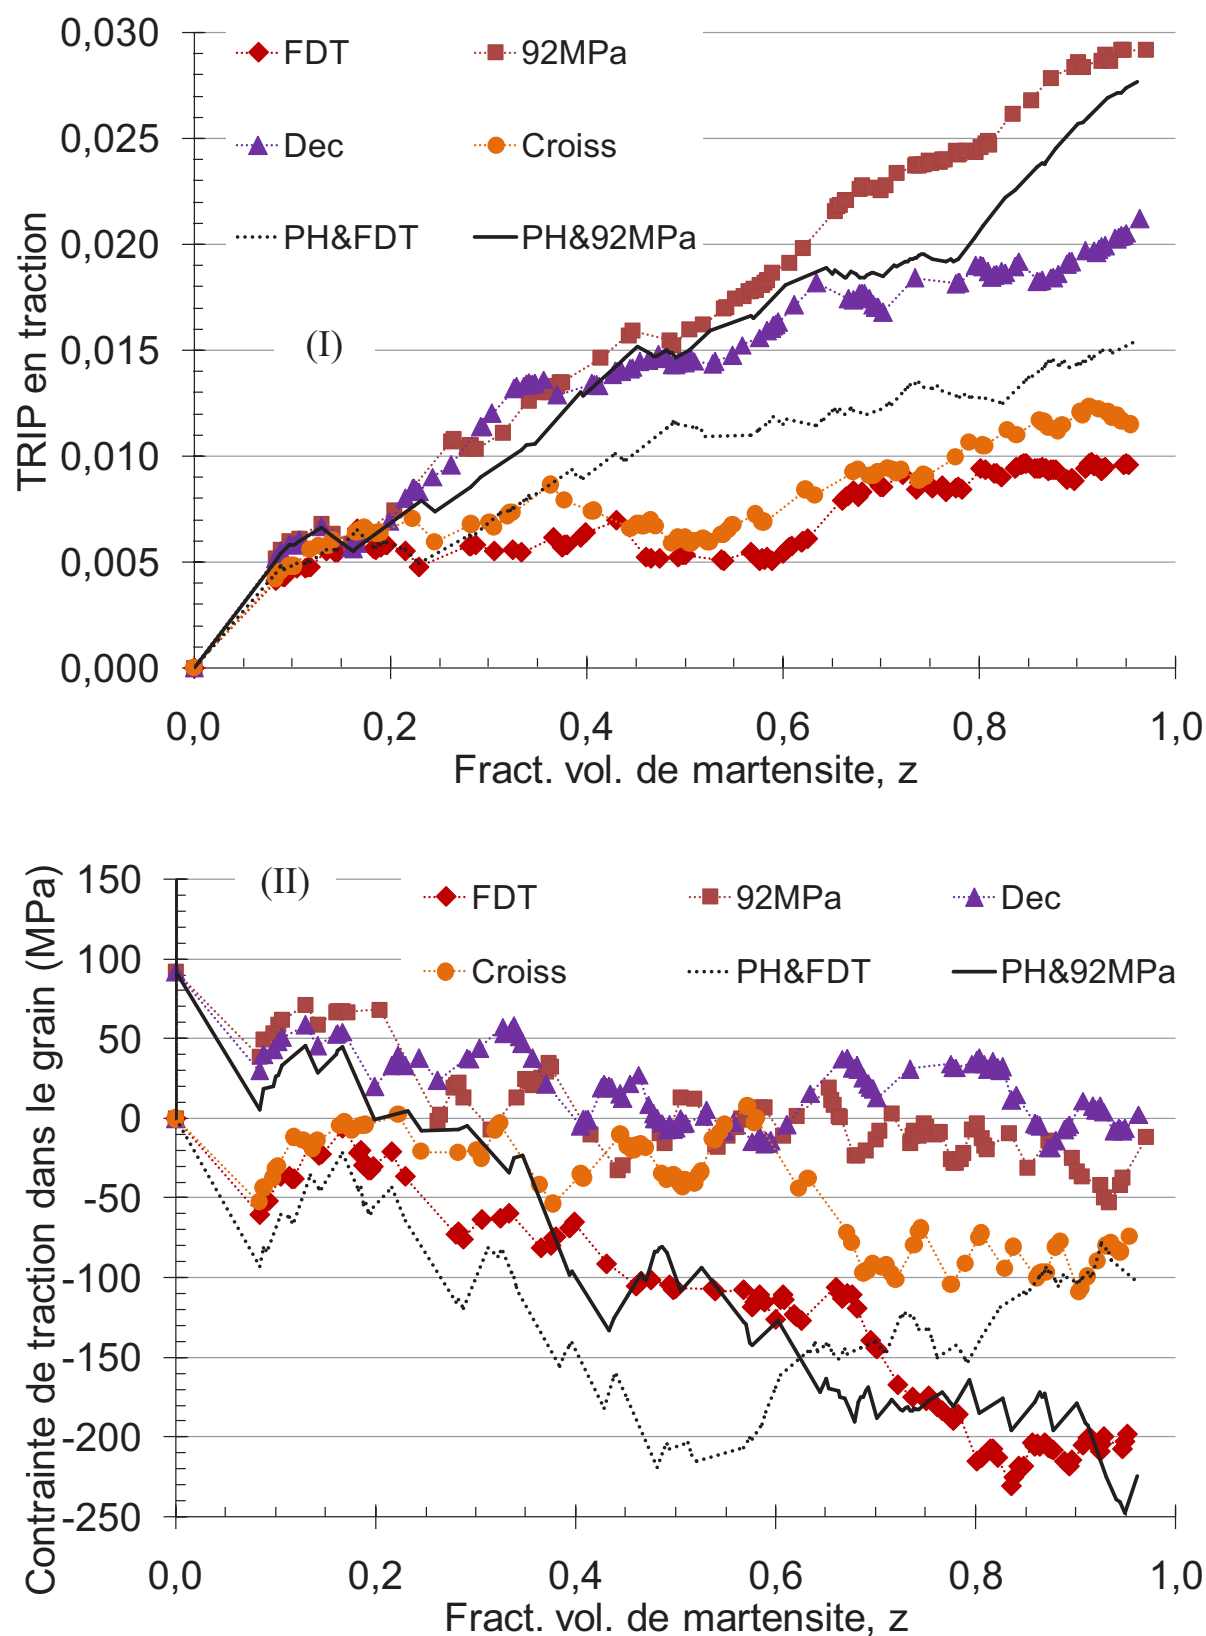 0,030
FDT
92MPa
0,025
Dec
Croiss
0,020
PH&FDT
PH&92MPa
TRIP en traction
0,015
(I)
0,010
0,005
0,000
0,0 0,2 0,4 0,6 0,8 1,0
Fract. vol. de martensite, z
Contrainte de traction dans le grain (MPa)
150
(II)
FDT
92MPa
Dec
100
Croiss
PH&FDT
PH&92MPa
50
0
-50
-100
-150
-200
-250
0,0 0,2 0,4 0,6 0,8 1,0
Fract. vol. de martensite, z